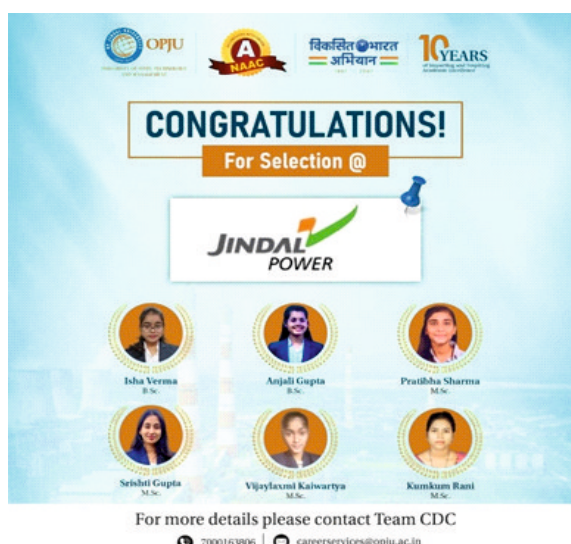 OPJU
A
NAAC
विकसित भारत
अभियान
10 YEARS
CONGRATULATIONS!
For Selection @
JINDAL
POWER
Isha Verma
B.Sc.
Anjali Gupta
B.Sc.
Pratibha Sharma
M.Sc.
Srishti Gupta
M.Sc.
Vijaylaxmi Kaiwartya
M.Sc.
Kumkum Rani
M.Sc.
For more details please contact Team CDC
7000163806 | careerservices@opju.ac.in